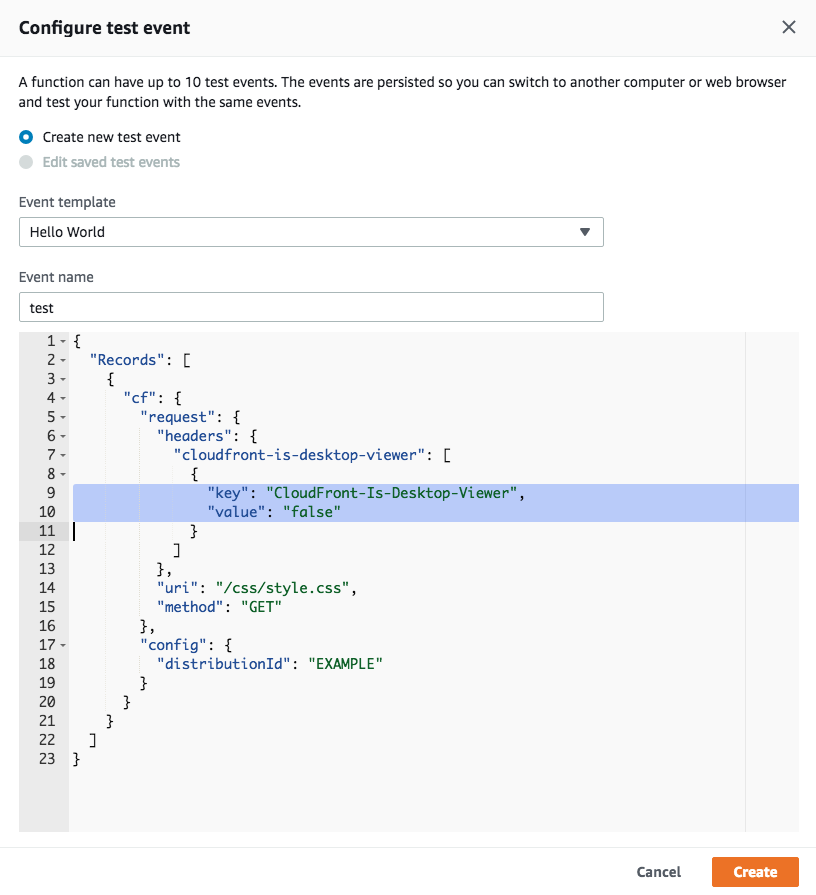 Configure test event
A function can have up to 10 test events. The events are persisted so you can switch to another computer or web browser
and test your function with the same events.
Create new test event
Edit saved test events
Event template
Hello World
Event name
test
1 {
2   "Records": [
3     {
4       "cf": {
5         "request": {
6           "headers": {
7             "cloudfront-is-desktop-viewer": [
8               {
9                 "key": "CloudFront-Is-Desktop-Viewer",
10                "value": "false"
11              }
12            ]
13          },
14          "uri": "/css/style.css",
15          "method": "GET"
16        },
17        "config": {
18          "distributionId": "EXAMPLE"
19        }
20      }
21    }
22  ]
23 }
Cancel Create